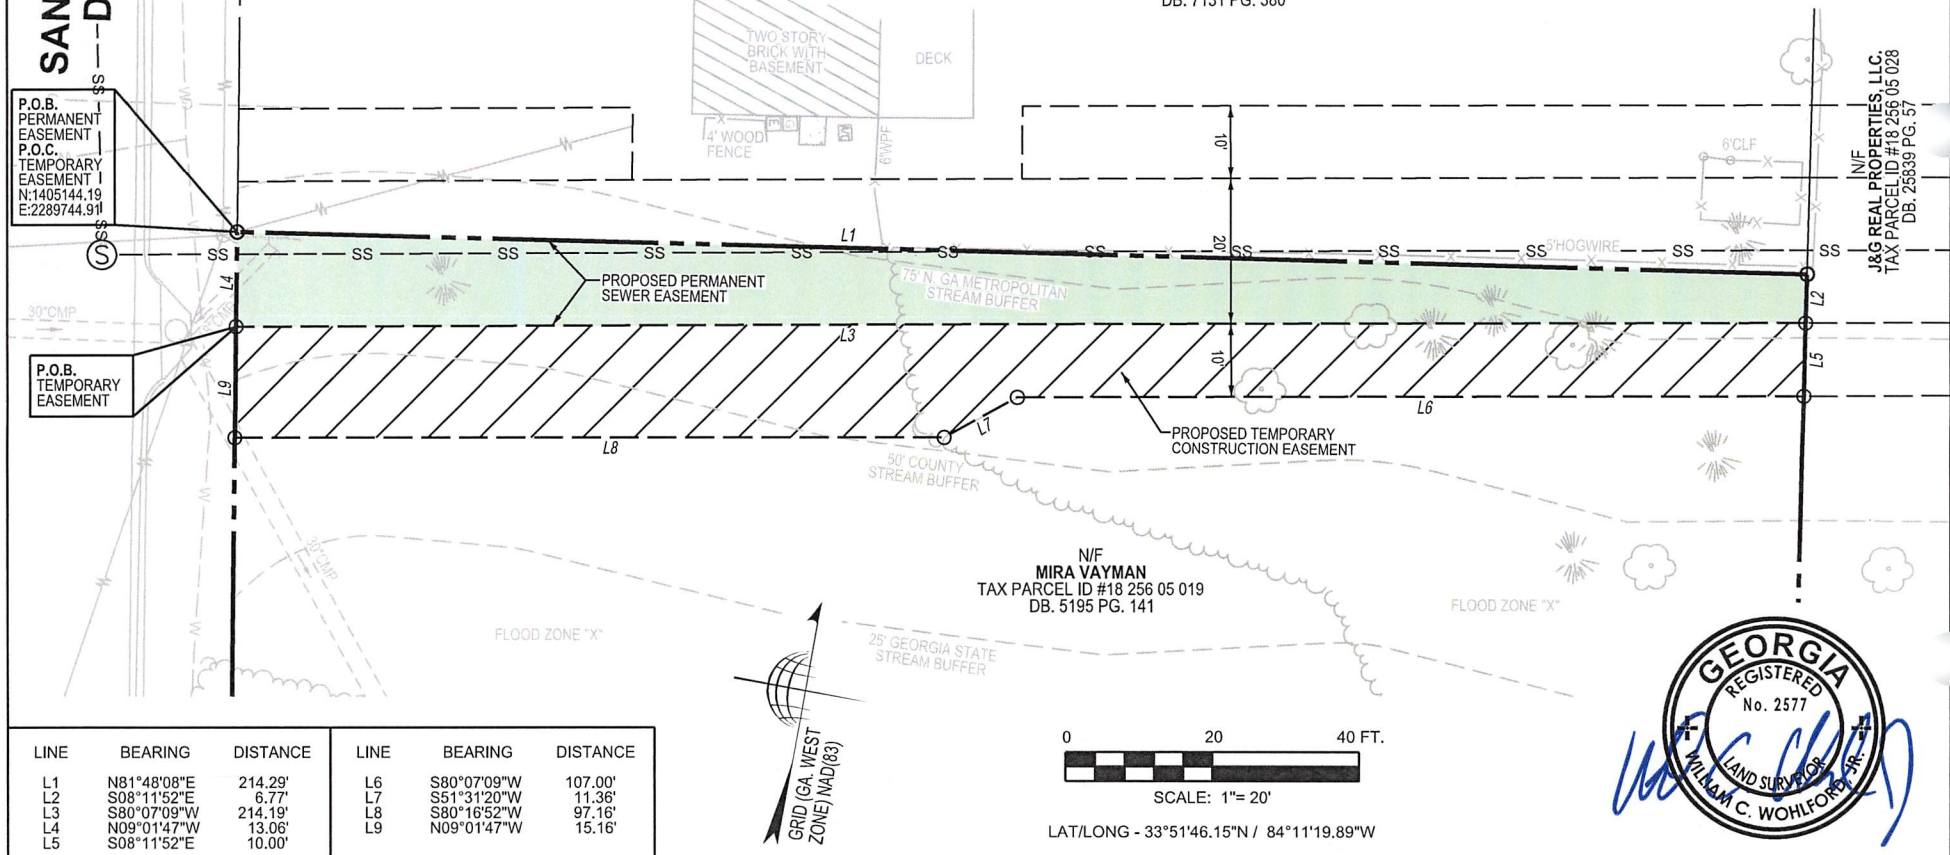 SAN
D
DB. 7131 PG. 380
TWO STORY
BRICK WITH
BASEMENT
DECK
4' WOOD
FENCE
6'WPF
P.O.B.
PERMANENT
EASEMENT
P.O.C.
TEMPORARY
EASEMENT
N:1405144.19
E:2289744.91
SS
SS
S
10'
20'
10'
6'CLF
N/F
J&G REAL PROPERTIES, LLC.
TAX PARCEL ID #18 256 05 028
DB. 25839 PG. 57
L1
SS SS SS SS SS SS SS SS SS SS SS SS
5'HOGWIRE
L4
PROPOSED PERMANENT
SEWER EASEMENT
75' N. GA METROPOLITAN
STREAM BUFFER
L2
30"CMP
L3
P.O.B.
TEMPORARY
EASEMENT
L9
L5
L6
L7
L8
PROPOSED TEMPORARY
CONSTRUCTION EASEMENT
50' COUNTY
STREAM BUFFER
30"CMP
N/F
MIRA VAYMAN
TAX PARCEL ID #18 256 05 019
DB. 5195 PG. 141
FLOOD ZONE "X"
FLOOD ZONE "X"
25' GEORGIA STATE
STREAM BUFFER
GRID (GA. WEST
ZONE) NAD(83)
0 20 40 FT.
SCALE: 1"= 20'
LAT/LONG - 33°51'46.15"N / 84°11'19.89"W
GEORGIA
REGISTERED
No. 2577
LAND SURVEYOR
WILLIAM C. WOHLFORD, JR.
LINE BEARING DISTANCE LINE BEARING DISTANCE
L1 N81°48'08"E 214.29' L6 S80°07'09"W 107.00'
L2 S08°11'52"E 6.77' L7 S51°31'20"W 11.36'
L3 S80°07'09"W 214.19' L8 S80°16'52"W 97.16'
L4 N09°01'47"W 13.06' L9 N09°01'47"W 15.16'
L5 S08°11'52"E 10.00'